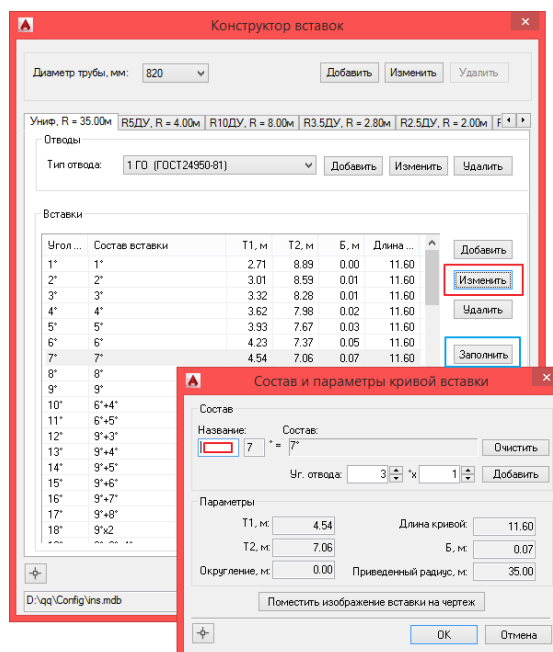 Конструктор вставок
Диаметр трубы, мм: 820 Добавить Изменить Удалить
Униф, R = 35.00м R5ДУ, R = 4.00м R10ДУ, R = 8.00м R3.5ДУ, R = 2.80м R2.5ДУ, R = 2.00м
Отводы
Тип отвода: 1 ГО (ГОСТ24950-81) Добавить Изменить Удалить
Вставки
Угол ... Состав вставки Т1, м Т2, м Б, м Длина ...
Добавить
1° 1° 2.71 8.89 0.00 11.60
2° 2° 3.01 8.59 0.01 11.60
Изменить
3° 3° 3.32 8.28 0.01 11.60
4° 4° 3.62 7.98 0.02 11.60
Удалить
5° 5° 3.93 7.67 0.03 11.60
6° 6° 4.23 7.37 0.05 11.60
7° 7° 4.54 7.06 0.07 11.60
Заполнить
8° 8°
9° 9°
10° 6°+4°
11° 6°+5°
12° 9°+3°
13° 9°+4°
14° 9°+5°
15° 9°+6°
16° 9°+7°
17° 9°+8°
18° 9°x2
D:\qq\Config\ins.mdb
Состав и параметры кривой вставки
Состав
Название: Состав:
7 ° = 7° Очистить
Уг. отвода: 3 °x 1 Добавить
Параметры
Т1, м: 4.54 Длина кривой: 11.60
Т2, м: 7.06 Б, м: 0.07
Округление, м: 0.00 Приведенный радиус, м: 35.00
Поместить изображение вставки на чертеж
ОК Отмена